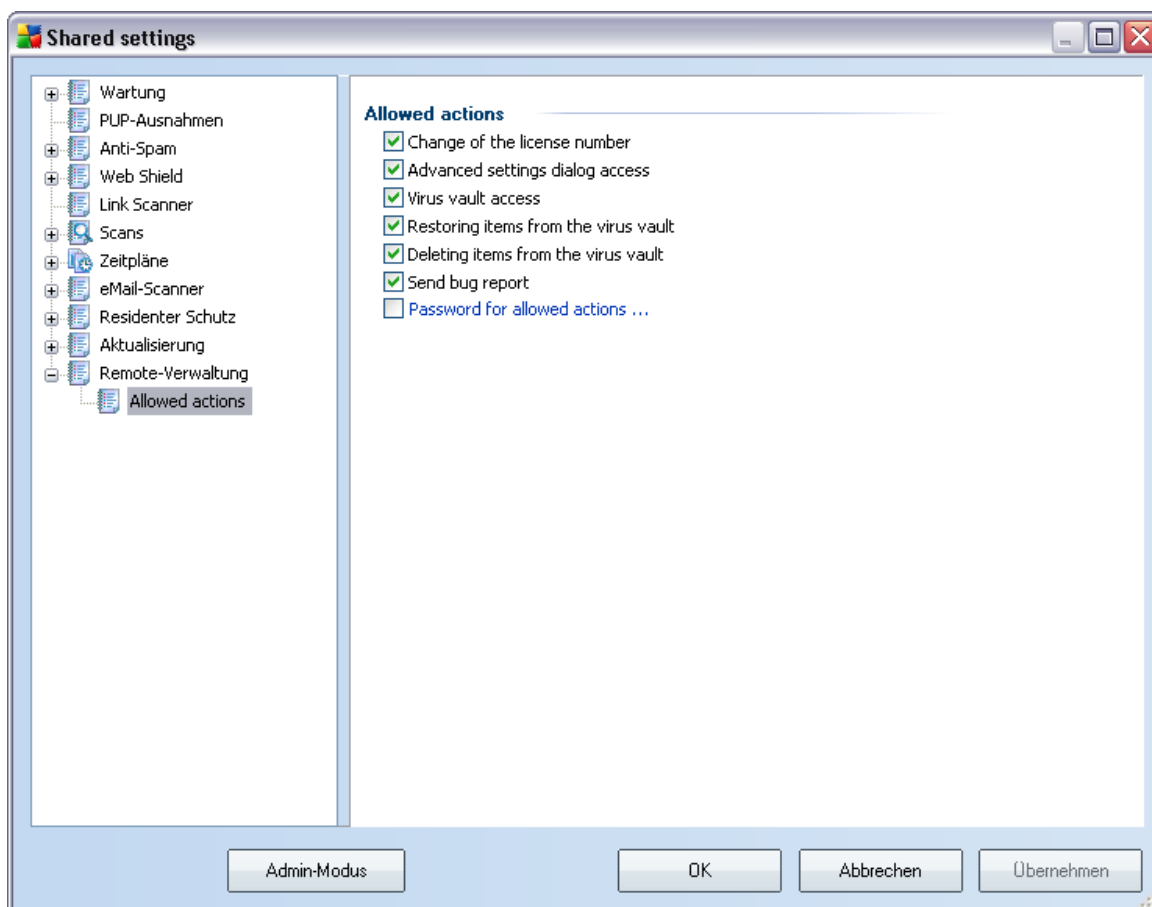 Shared settings
Wartung
PUP-Ausnahmen
Anti-Spam
Web Shield
Link Scanner
Scans
Zeitpläne
eMail-Scanner
Residenter Schutz
Aktualisierung
Remote-Verwaltung
Allowed actions
Allowed actions
Change of the license number
Advanced settings dialog access
Virus vault access
Restoring items from the virus vault
Deleting items from the virus vault
Send bug report
Password for allowed actions ...
Admin-Modus
OK
Abbrechen
Übernehmen